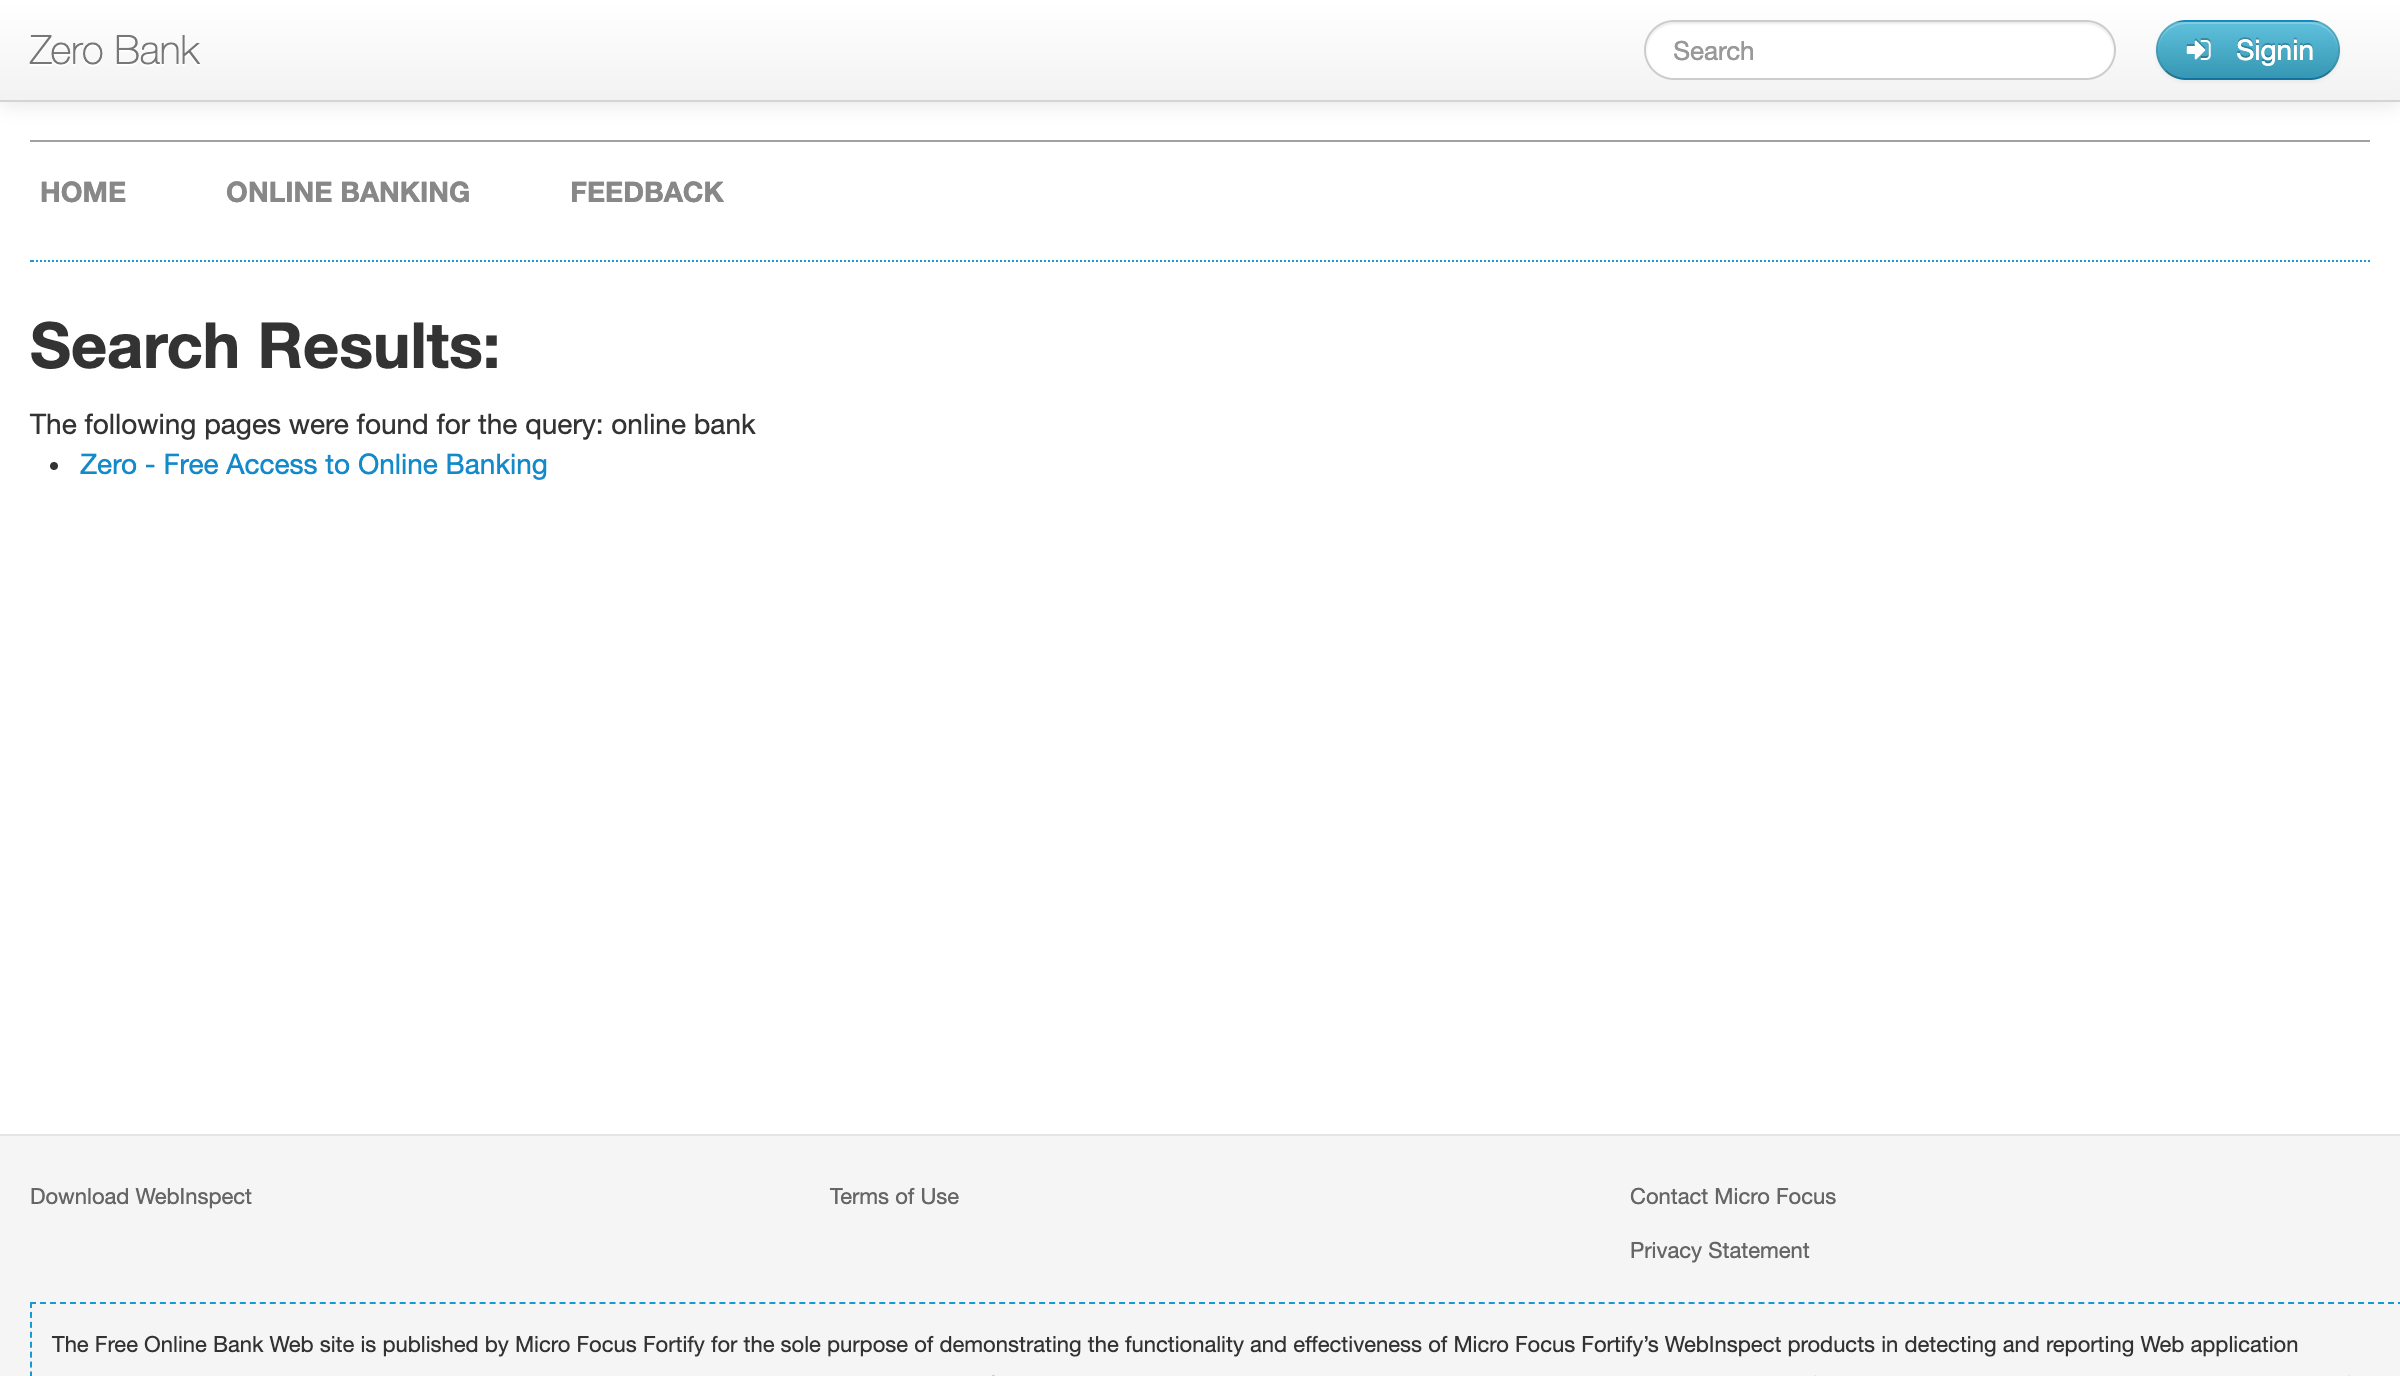 Zero Bank
Search
Signin
HOME
ONLINE BANKING
FEEDBACK
Search Results:
The following pages were found for the query: online bank
Zero - Free Access to Online Banking
Download WebInspect
Terms of Use
Contact Micro Focus
Privacy Statement
The Free Online Bank Web site is published by Micro Focus Fortify for the sole purpose of demonstrating the functionality and effectiveness of Micro Focus Fortify’s WebInspect products in detecting and reporting Web application